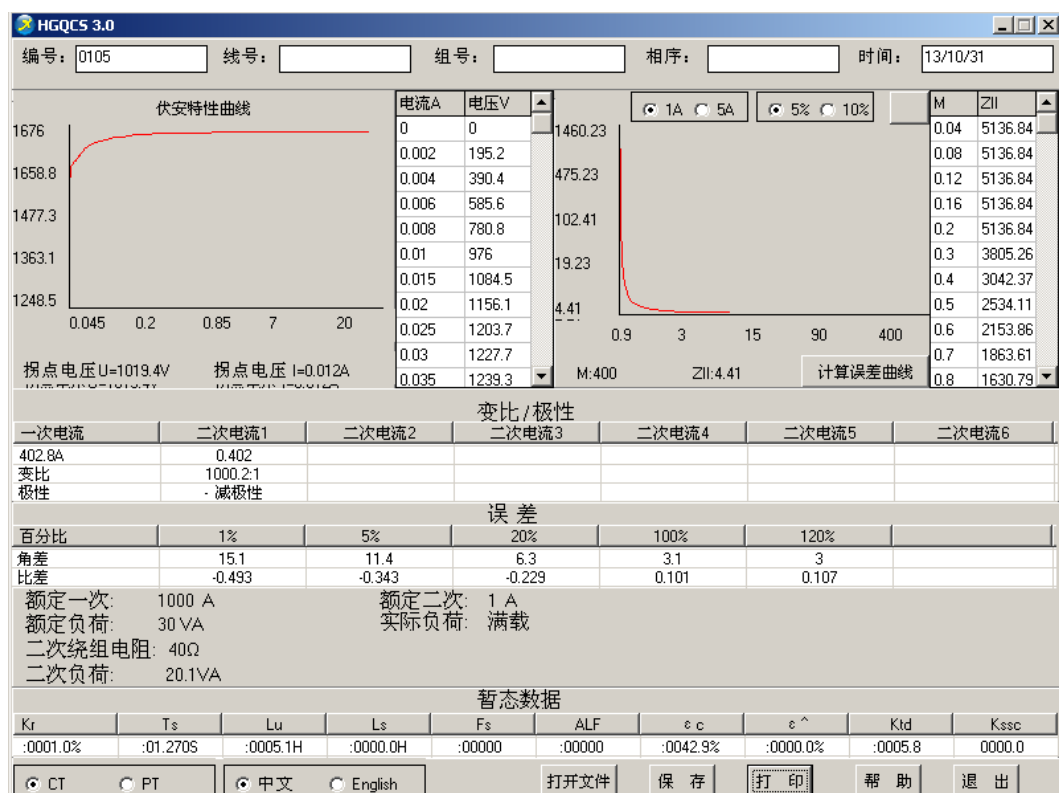 HGQCS 3.0
编号: 0105 线号: 组号: 相序: 时间: 13/10/31
伏安特性曲线
1676
1658.8
1477.3
1363.1
1248.5
0.045 0.2 0.85 7 20
拐点电压U=1019.4V 拐点电压 I=0.012A
电流A 电压V
0 0
0.002 195.2
0.004 390.4
0.006 585.6
0.008 780.8
0.01 976
0.015 1084.5
0.02 1156.1
0.025 1203.7
0.03 1227.7
0.035 1239.3
1A 5A 5% 10%
1460.23
475.23
102.41
19.23
4.41
0.9 3 15 90 400
M:400 ZII:4.41 计算误差曲线
M ZII
0.04 5136.84
0.08 5136.84
0.12 5136.84
0.16 5136.84
0.2 5136.84
0.3 3805.26
0.4 3042.37
0.5 2534.11
0.6 2153.86
0.7 1863.61
0.8 1630.79
变比/极性
一次电流 二次电流1 二次电流2 二次电流3 二次电流4 二次电流5 二次电流6
402.8A 0.402
变比 1000.2:1
极性 - 减极性
误 差
百分比 1% 5% 20% 100% 120%
角差 15.1 11.4 6.3 3.1 3
比差 -0.493 -0.343 -0.229 0.101 0.107
额定一次: 1000 A 额定二次: 1 A
额定负荷: 30 VA 实际负荷: 满载
二次绕组电阻: 40Ω
二次负荷: 20.1VA
暂态数据
Kr Ts Lu Ls Fs ALF ε c ε ^ Ktd Kssc
:0001.0% :01.270S :0005.1H :0000.0H :00000 :00000 :0042.9% :0000.0% :0005.8 0000.0
CT PT 中文 English 打开文件 保 存 打 印 帮 助 退 出